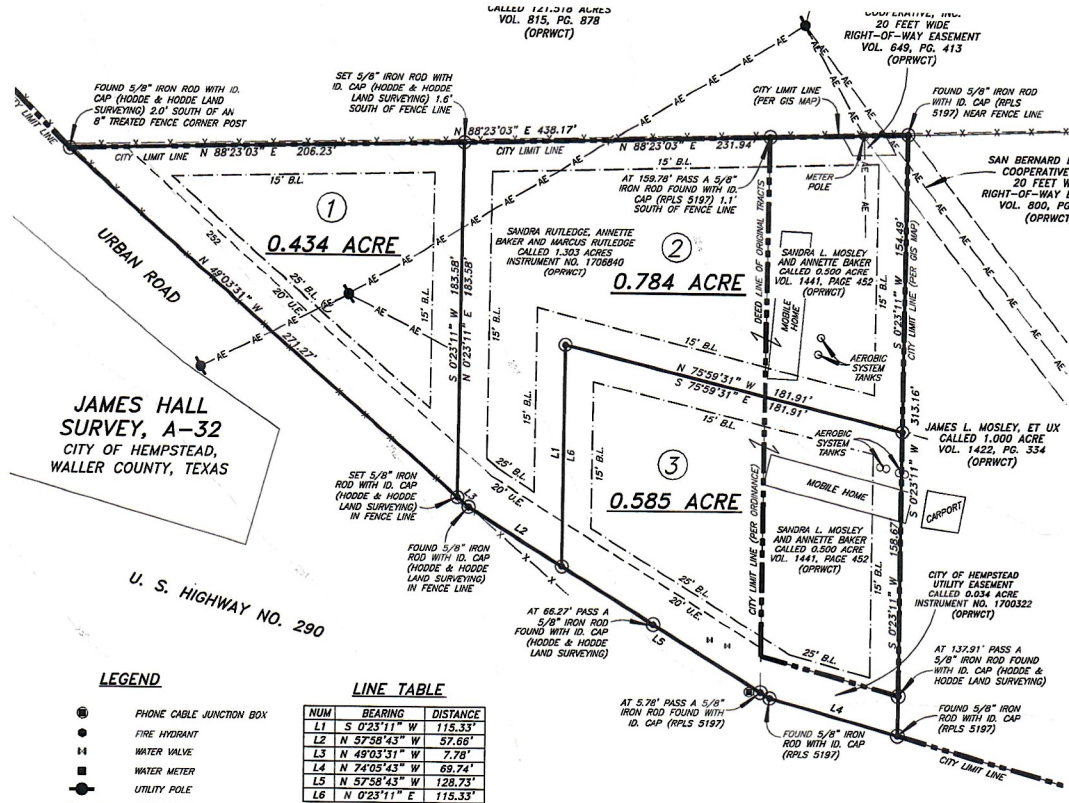 CALLED 121.518 ACRES
VOL. 815, PG. 878
(OPRWCT)
COOPERATIVE, INC.
20 FEET WIDE
RIGHT-OF-WAY EASEMENT
VOL. 649, PG. 413
(OPRWCT)
FOUND 5/8" IRON ROD WITH ID.
CAP (HODDE & HODDE LAND
SURVEYING) 2.0' SOUTH OF AN
8" TREATED FENCE CORNER POST
SET 5/8" IRON ROD WITH
ID. CAP (HODDE & HODDE
LAND SURVEYING) 1.6'
SOUTH OF FENCE LINE
CITY LIMIT LINE
(PER GIS MAP)
FOUND 5/8" IRON ROD
WITH ID. CAP (RPLS
5197) NEAR FENCE LINE
CITY LIMIT LINE
N 88'23'03" E 438.17'
CITY LIMIT LINE
N 88'23'03" E 206.23'
CITY LIMIT LINE
N 88'23'03" E 231.94'
15' B.L.
15' B.L.
AT 159.78' PASS A 5/8"
IRON ROD FOUND WITH ID.
CAP (RPLS 5197) 1.1'
SOUTH OF FENCE LINE
METER
POLE
SAN BERNARD
COOPERATIVE
20 FEET
RIGHT-OF-WAY
VOL. 800, PG
(OPRWCT)
1
0.434 ACRE
SANDRA RUTLEDGE, ANNETTE
BAKER AND MARCUS RUTLEDGE
CALLED 1.303 ACRES
INSTRUMENT NO. 1706840
(OPRWCT)
2
0.784 ACRE
SANDRA L. MOSLEY
AND ANNETTE BAKER
CALLED 0.500 ACRE
VOL. 1441, PAGE 452
(OPRWCT)
DEED LINE OF ORIGINAL TRACTS
MOBILE
HOME
15' B.L.
S 0'23'11" W 154.49'
CITY LIMIT LINE (PER GIS MAP)
URBAN ROAD
252
25' B.L.
20' U.E.
N 49'03'31" W
271.27'
15' B.L.
S 0'23'11" W 183.58'
N 0'23'11" E 183.58'
15' B.L.
15' B.L.
15' B.L.
AEROBIC
SYSTEM
TANKS
N 75'59'31" W 181.91'
S 75'59'31" E 181.91'
15' B.L.
313.16'
S 0'23'11" W
JAMES HALL
SURVEY, A-32
CITY OF HEMPSTEAD,
WALLER COUNTY, TEXAS
JAMES L. MOSLEY, ET UX
CALLED 1.000 ACRE
VOL. 1422, PG. 334
(OPRWCT)
AEROBIC
SYSTEM
TANKS
L1
L6
15' B.L.
3
0.585 ACRE
MOBILE HOME
CARPORT
SET 5/8" IRON
ROD WITH ID. CAP
(HODDE & HODDE
LAND SURVEYING)
IN FENCE LINE
L3
25' B.L.
20' U.E.
L2
FOUND 5/8" IRON
ROD WITH ID. CAP
(HODDE & HODDE
LAND SURVEYING)
IN FENCE LINE
CITY LIMIT LINE (PER ORDINANCE)
SANDRA L. MOSLEY
AND ANNETTE BAKER
CALLED 0.500 ACRE
VOL. 1441, PAGE 452
(OPRWCT)
15' B.L.
S 0'23'11" W 158.67'
CITY OF HEMPSTEAD
UTILITY EASEMENT
CALLED 0.034 ACRE
INSTRUMENT NO. 1700322
(OPRWCT)
U. S. HIGHWAY NO. 290
25' B.L.
20' U.E.
AT 66.27' PASS A
5/8" IRON ROD
FOUND WITH ID. CAP
(HODDE & HODDE
LAND SURVEYING)
L5
25' B.L.
AT 137.91' PASS A
5/8" IRON ROD FOUND
WITH ID. CAP (HODDE &
HODDE LAND SURVEYING)
AT 5.78' PASS A 5/8"
IRON ROD FOUND WITH
ID. CAP (RPLS 5197)
L4
FOUND 5/8" IRON
ROD WITH ID. CAP
(RPLS 5197)
FOUND 5/8" IRON
ROD WITH ID. CAP
(RPLS 5197)
CITY LIMIT LINE
LEGEND
PHONE CABLE JUNCTION BOX
FIRE HYDRANT
WATER VALVE
WATER METER
UTILITY POLE
LINE TABLE
NUM BEARING DISTANCE
L1 S 0'23'11" W 115.33'
L2 N 57'58'43" W 57.66'
L3 N 49'03'31" W 7.78'
L4 N 74'05'43" W 69.74'
L5 N 57'58'43" W 128.73'
L6 N 0'23'11" E 115.33'